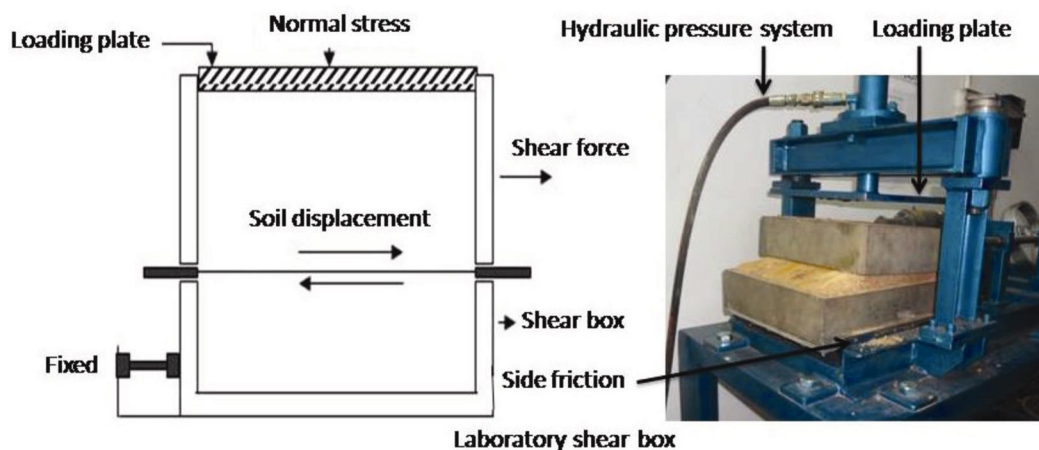 Normal stress
Loading plate
Shear force
Soil displacement
Shear box
Fixed
Hydraulic pressure system
Loading plate
Side friction
Laboratory shear box